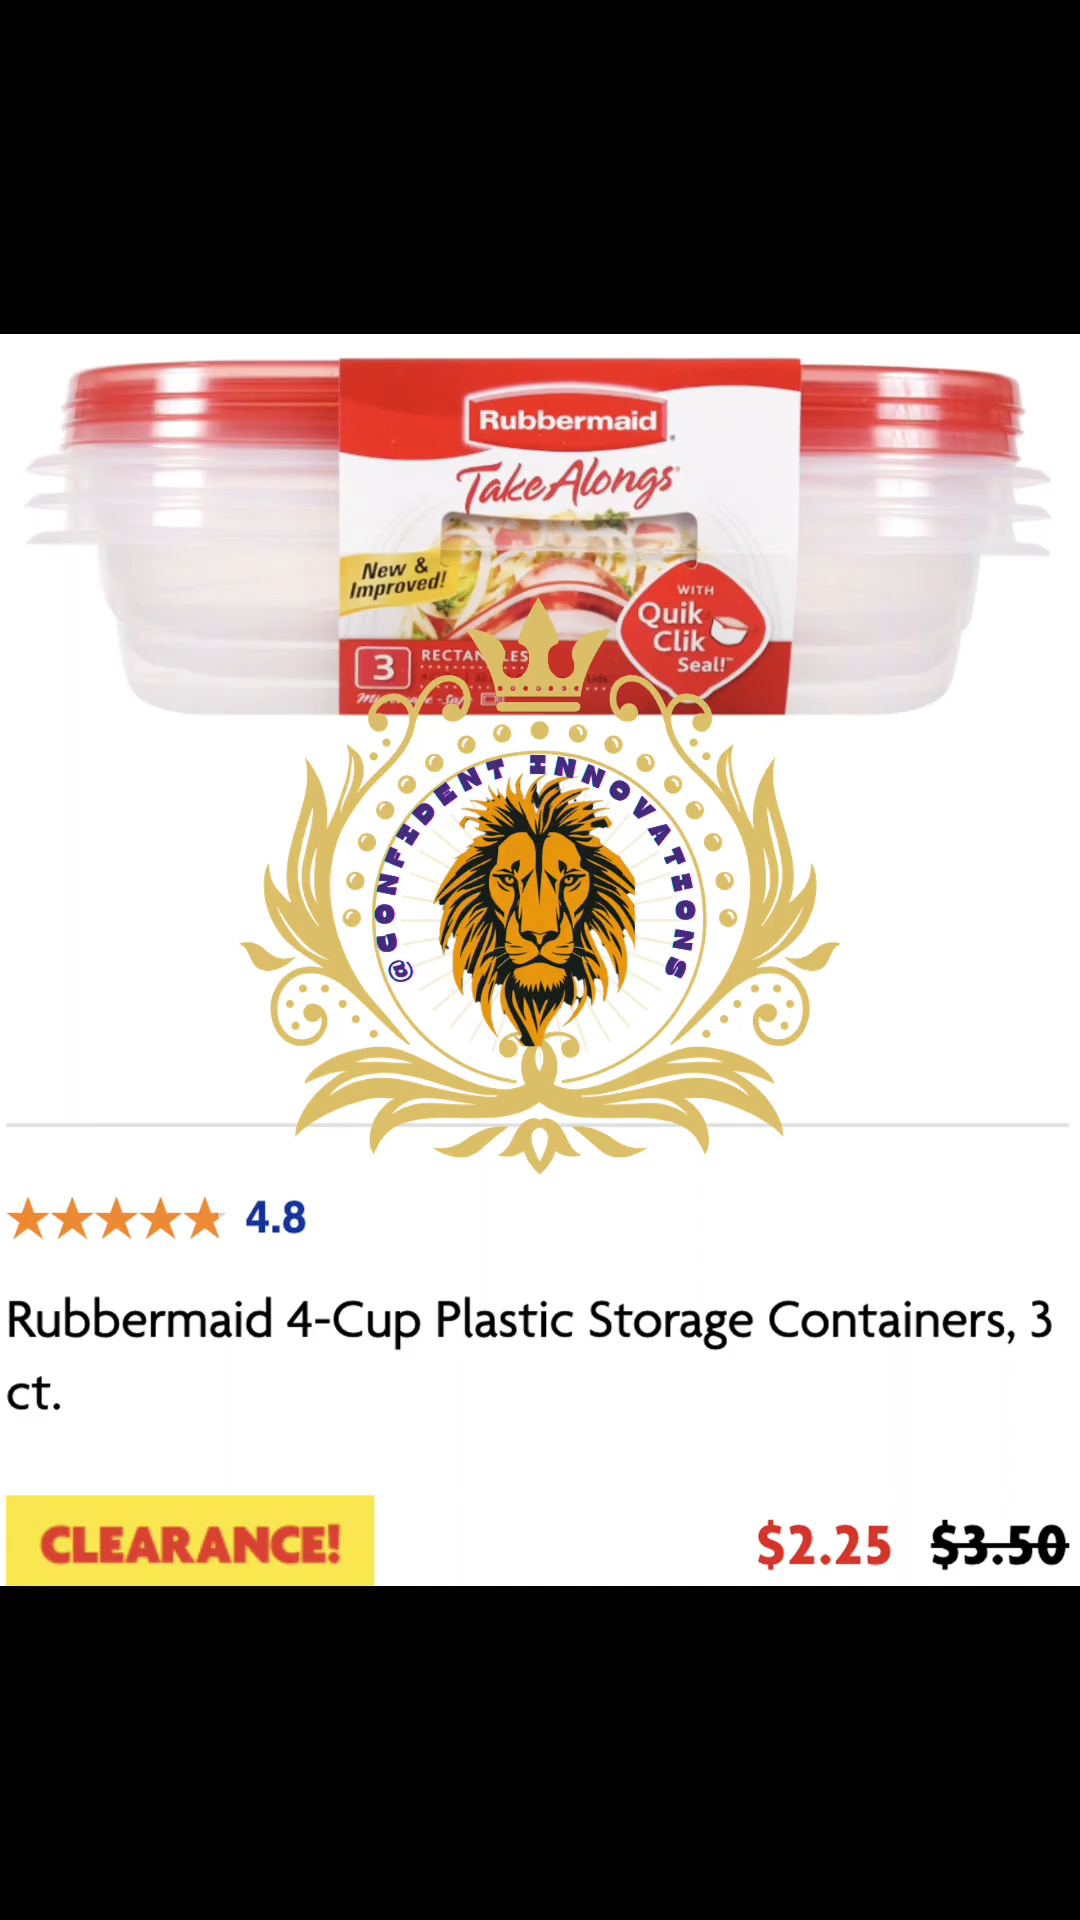 Rubbermaid
TakeAlongs
New &
Improved!
WITH
Quik
Clik
Seal!™
3
@CONFIDENT INNOVATIONS
4.8
Rubbermaid 4-Cup Plastic Storage Containers, 3
ct.
CLEARANCE!
$2.25 $3.50